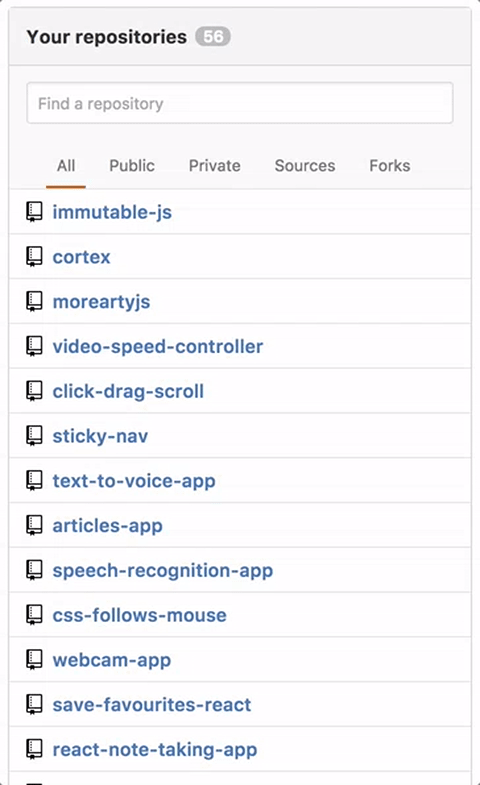 Your repositories 56
Find a repository
All Public Private Sources Forks
immutable-js
cortex
moreartyjs
video-speed-controller
click-drag-scroll
sticky-nav
text-to-voice-app
articles-app
speech-recognition-app
css-follows-mouse
webcam-app
save-favourites-react
react-note-taking-app